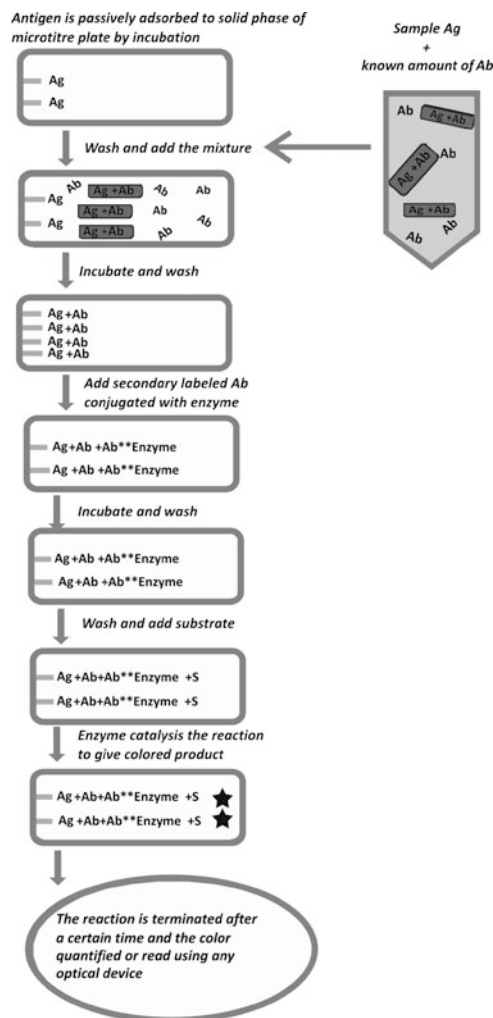 Antigen is passively adsorbed to solid phase of
microtitre plate by incubation
Sample Ag
+
known amount of Ab
Ag
Ag
Ab
Ag +Ab
Ag +Ab
Ab
Ag +Ab
Ab
Ab
Wash and add the mixture
Ab
Ag +Ab
Ab
Ab
Ag
Ag +Ab
Ab
Ag
Ag +Ab
Ab
Ab
Incubate and wash
Ag +Ab
Ag +Ab
Ag +Ab
Ag +Ab
Add secondary labeled Ab
conjugated with enzyme
Ag+Ab +Ab**Enzyme
Ag +Ab +Ab**Enzyme
Incubate and wash
Ag +Ab +Ab**Enzyme
Ag +Ab +Ab**Enzyme
Wash and add substrate
Ag +Ab+Ab**Enzyme +S
Ag +Ab+Ab**Enzyme +S
Enzyme catalysis the reaction
to give colored product
Ag +Ab+Ab**Enzyme +S
Ag +Ab+Ab**Enzyme +S
The reaction is terminated after
a certain time and the color
quantified or read using any
optical device